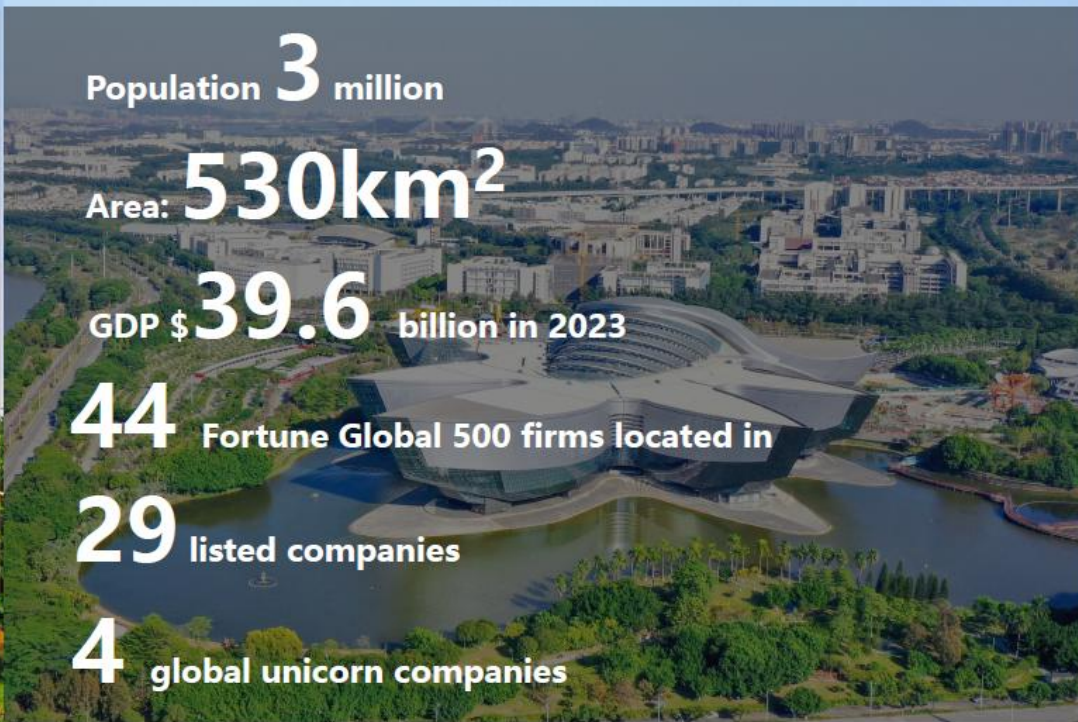 Population 3 million
Area: 530km²
GDP $39.6 billion in 2023
44 Fortune Global 500 firms located in
29 listed companies
4 global unicorn companies